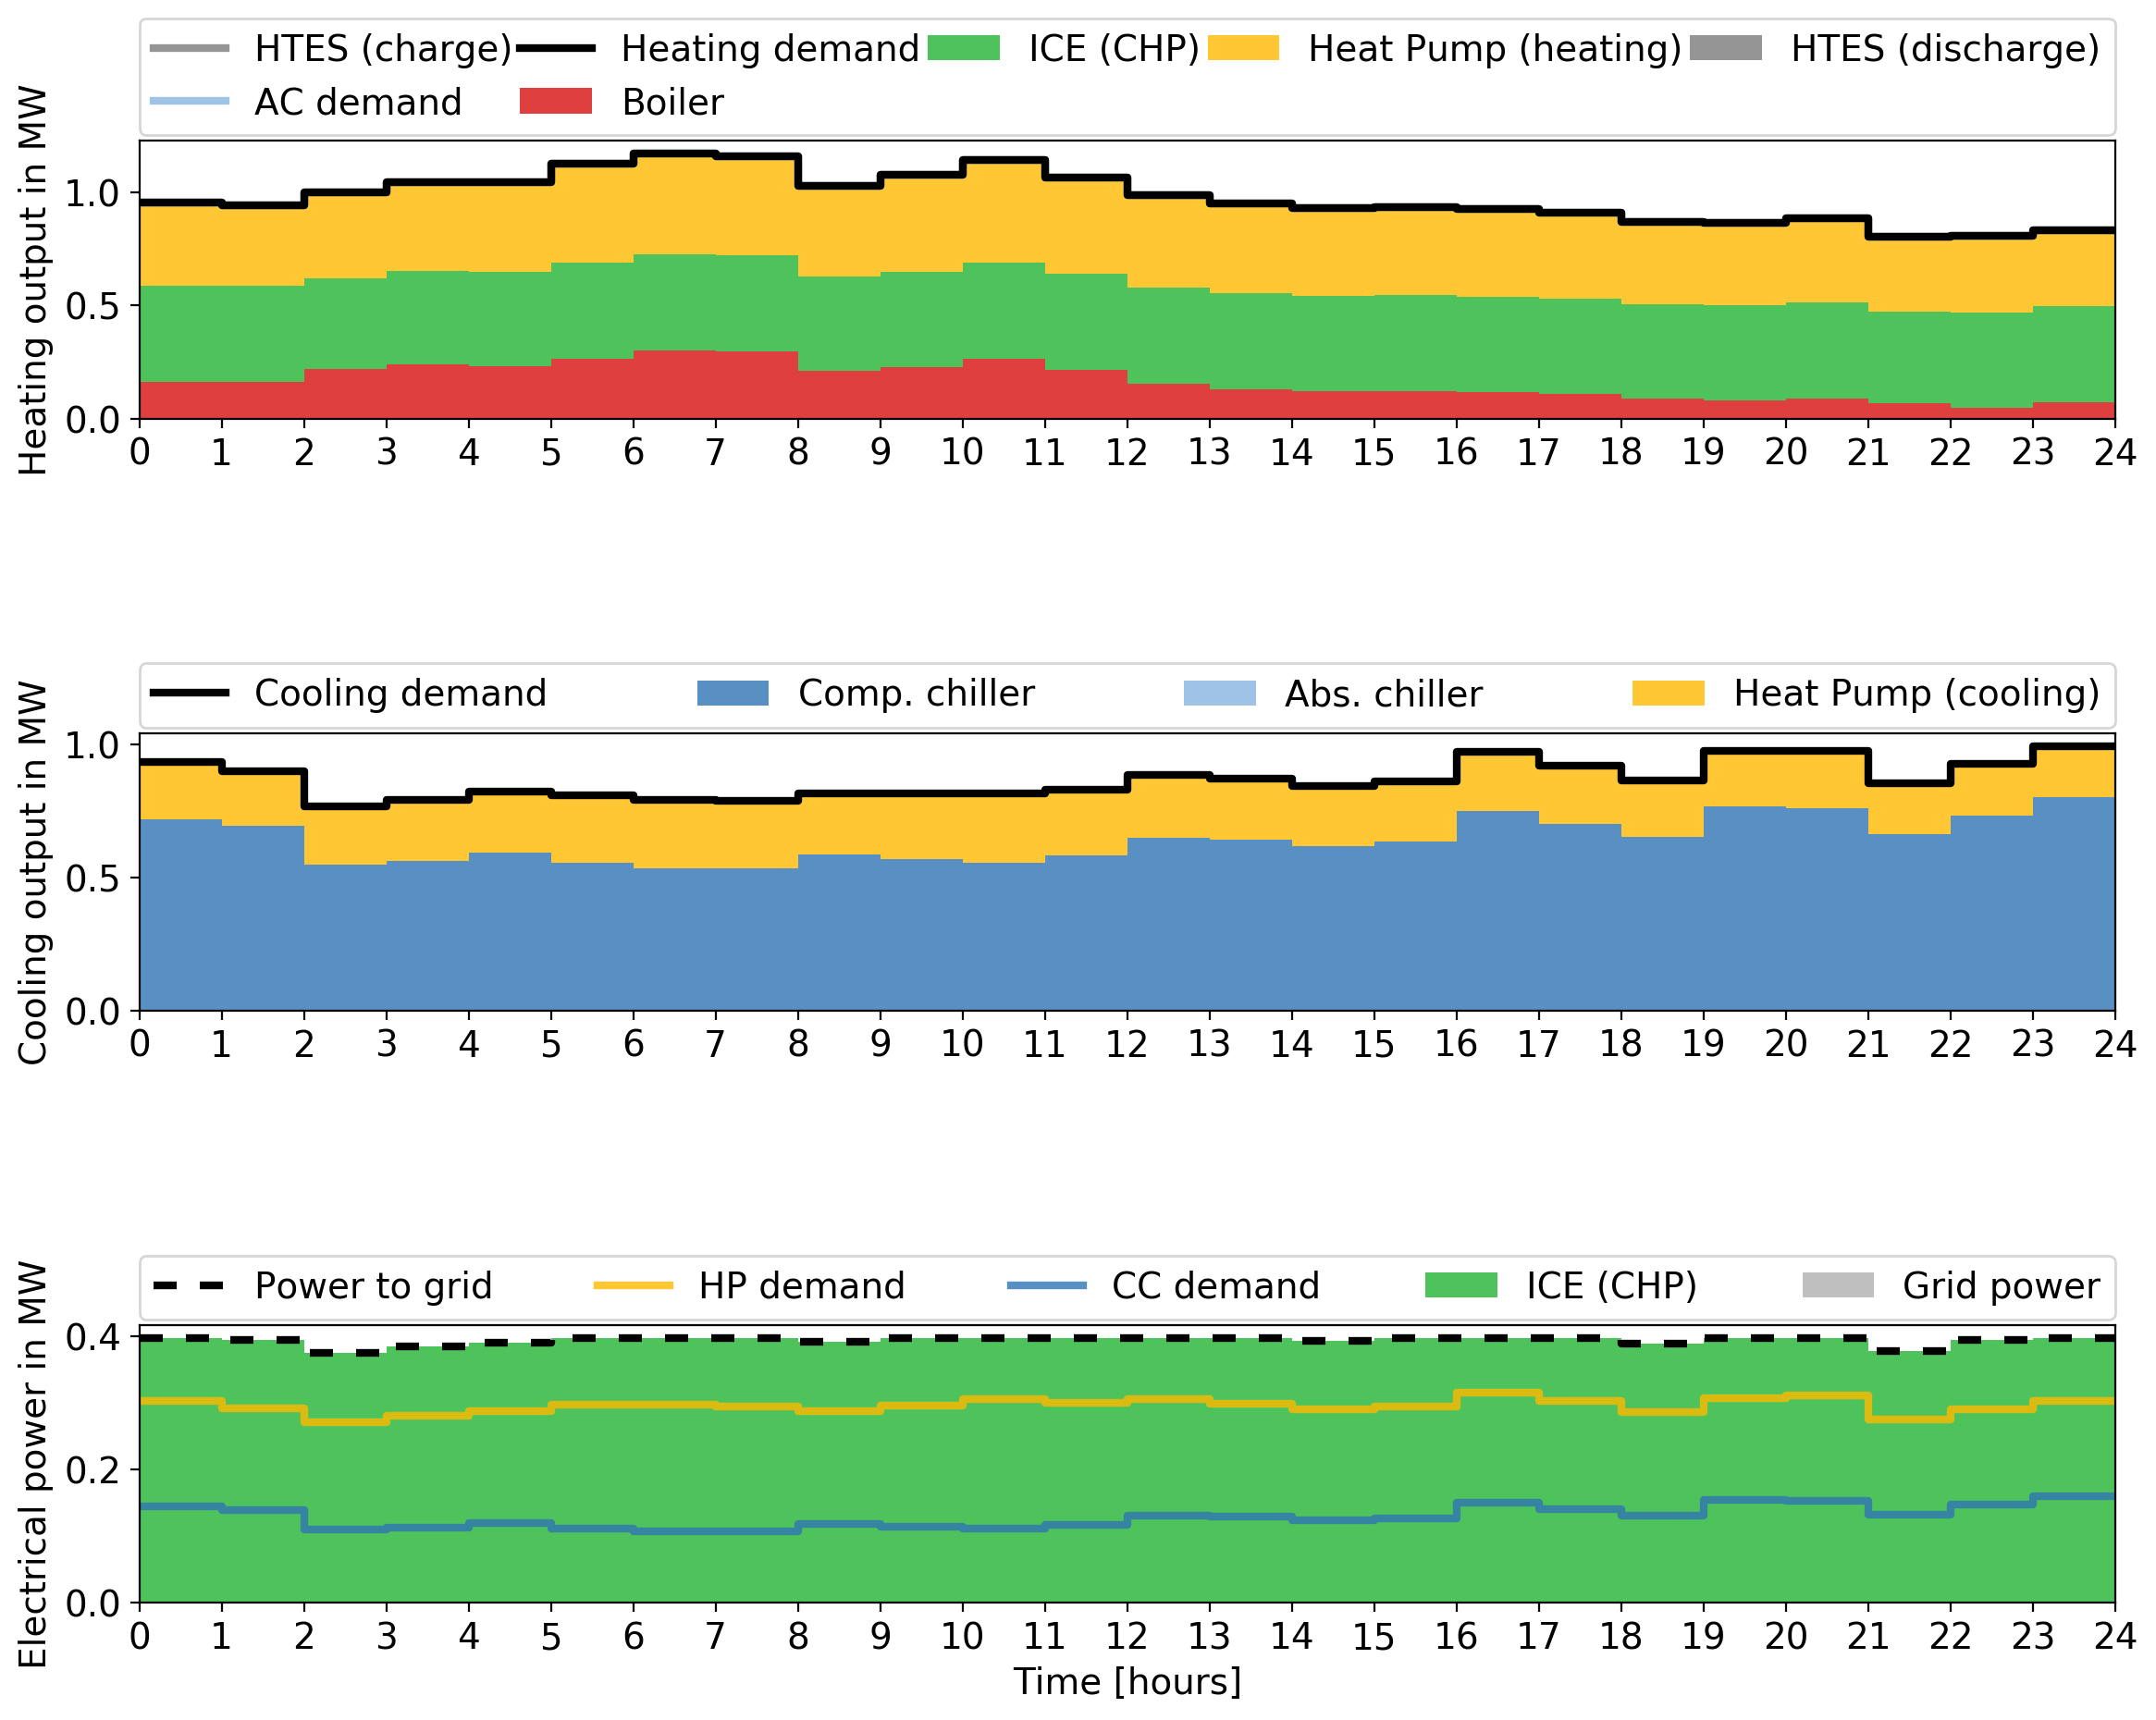 HTES (charge) Heating demand ICE (CHP) Heat Pump (heating) HTES (discharge)
AC demand Boiler
Heating output in MW
1.0
0.5
0.0
0 1 2 3 4 5 6 7 8 9 10 11 12 13 14 15 16 17 18 19 20 21 22 23 24
Cooling demand Comp. chiller Abs. chiller Heat Pump (cooling)
Cooling output in MW
1.0
0.5
0.0
0 1 2 3 4 5 6 7 8 9 10 11 12 13 14 15 16 17 18 19 20 21 22 23 24
Power to grid HP demand CC demand ICE (CHP) Grid power
Electrical power in MW
0.4
0.2
0.0
0 1 2 3 4 5 6 7 8 9 10 11 12 13 14 15 16 17 18 19 20 21 22 23 24
Time [hours]